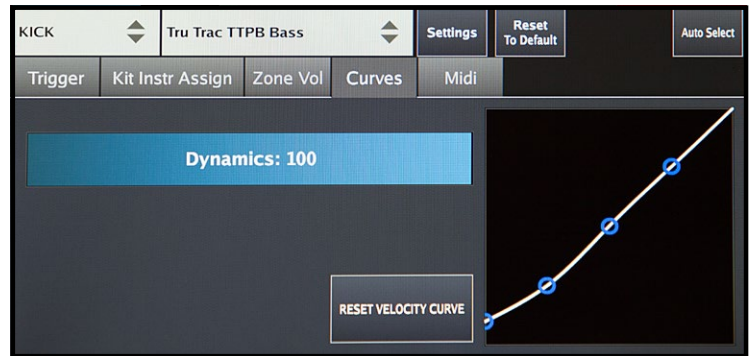 KICK
Tru Trac TTPB Bass
Settings
Reset
To Default
Auto Select
Trigger
Kit Instr Assign
Zone Vol
Curves
Midi
Dynamics: 100
RESET VELOCITY CURVE